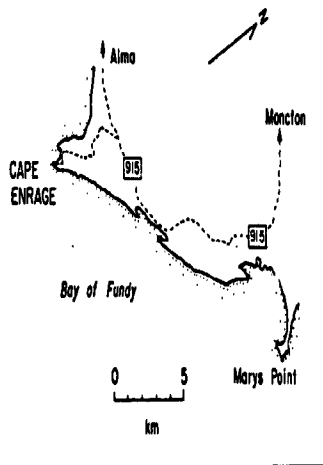 Alma
Z
Moncton
915
CAPE
ENRAGE
915
Bay of Fundy
0 5
km
Marys Point